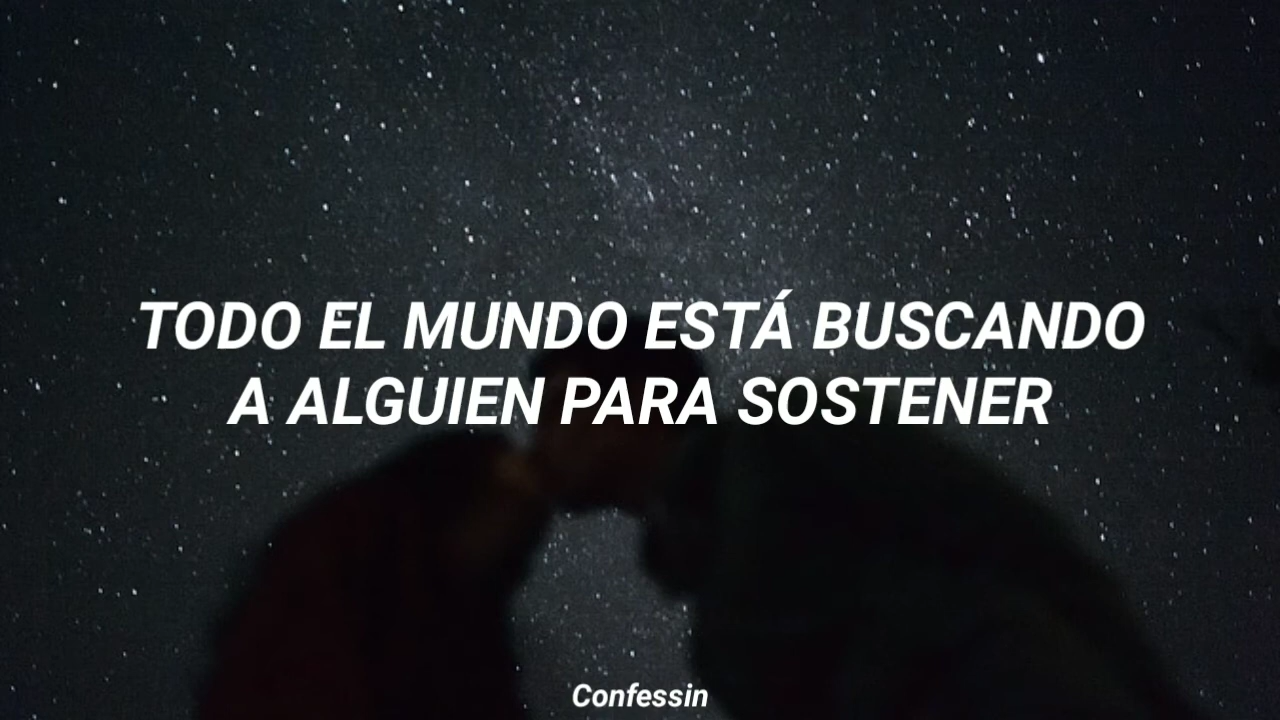 TODO EL MUNDO ESTÁ BUSCANDO
A ALGUIEN PARA SOSTENER
Confessin